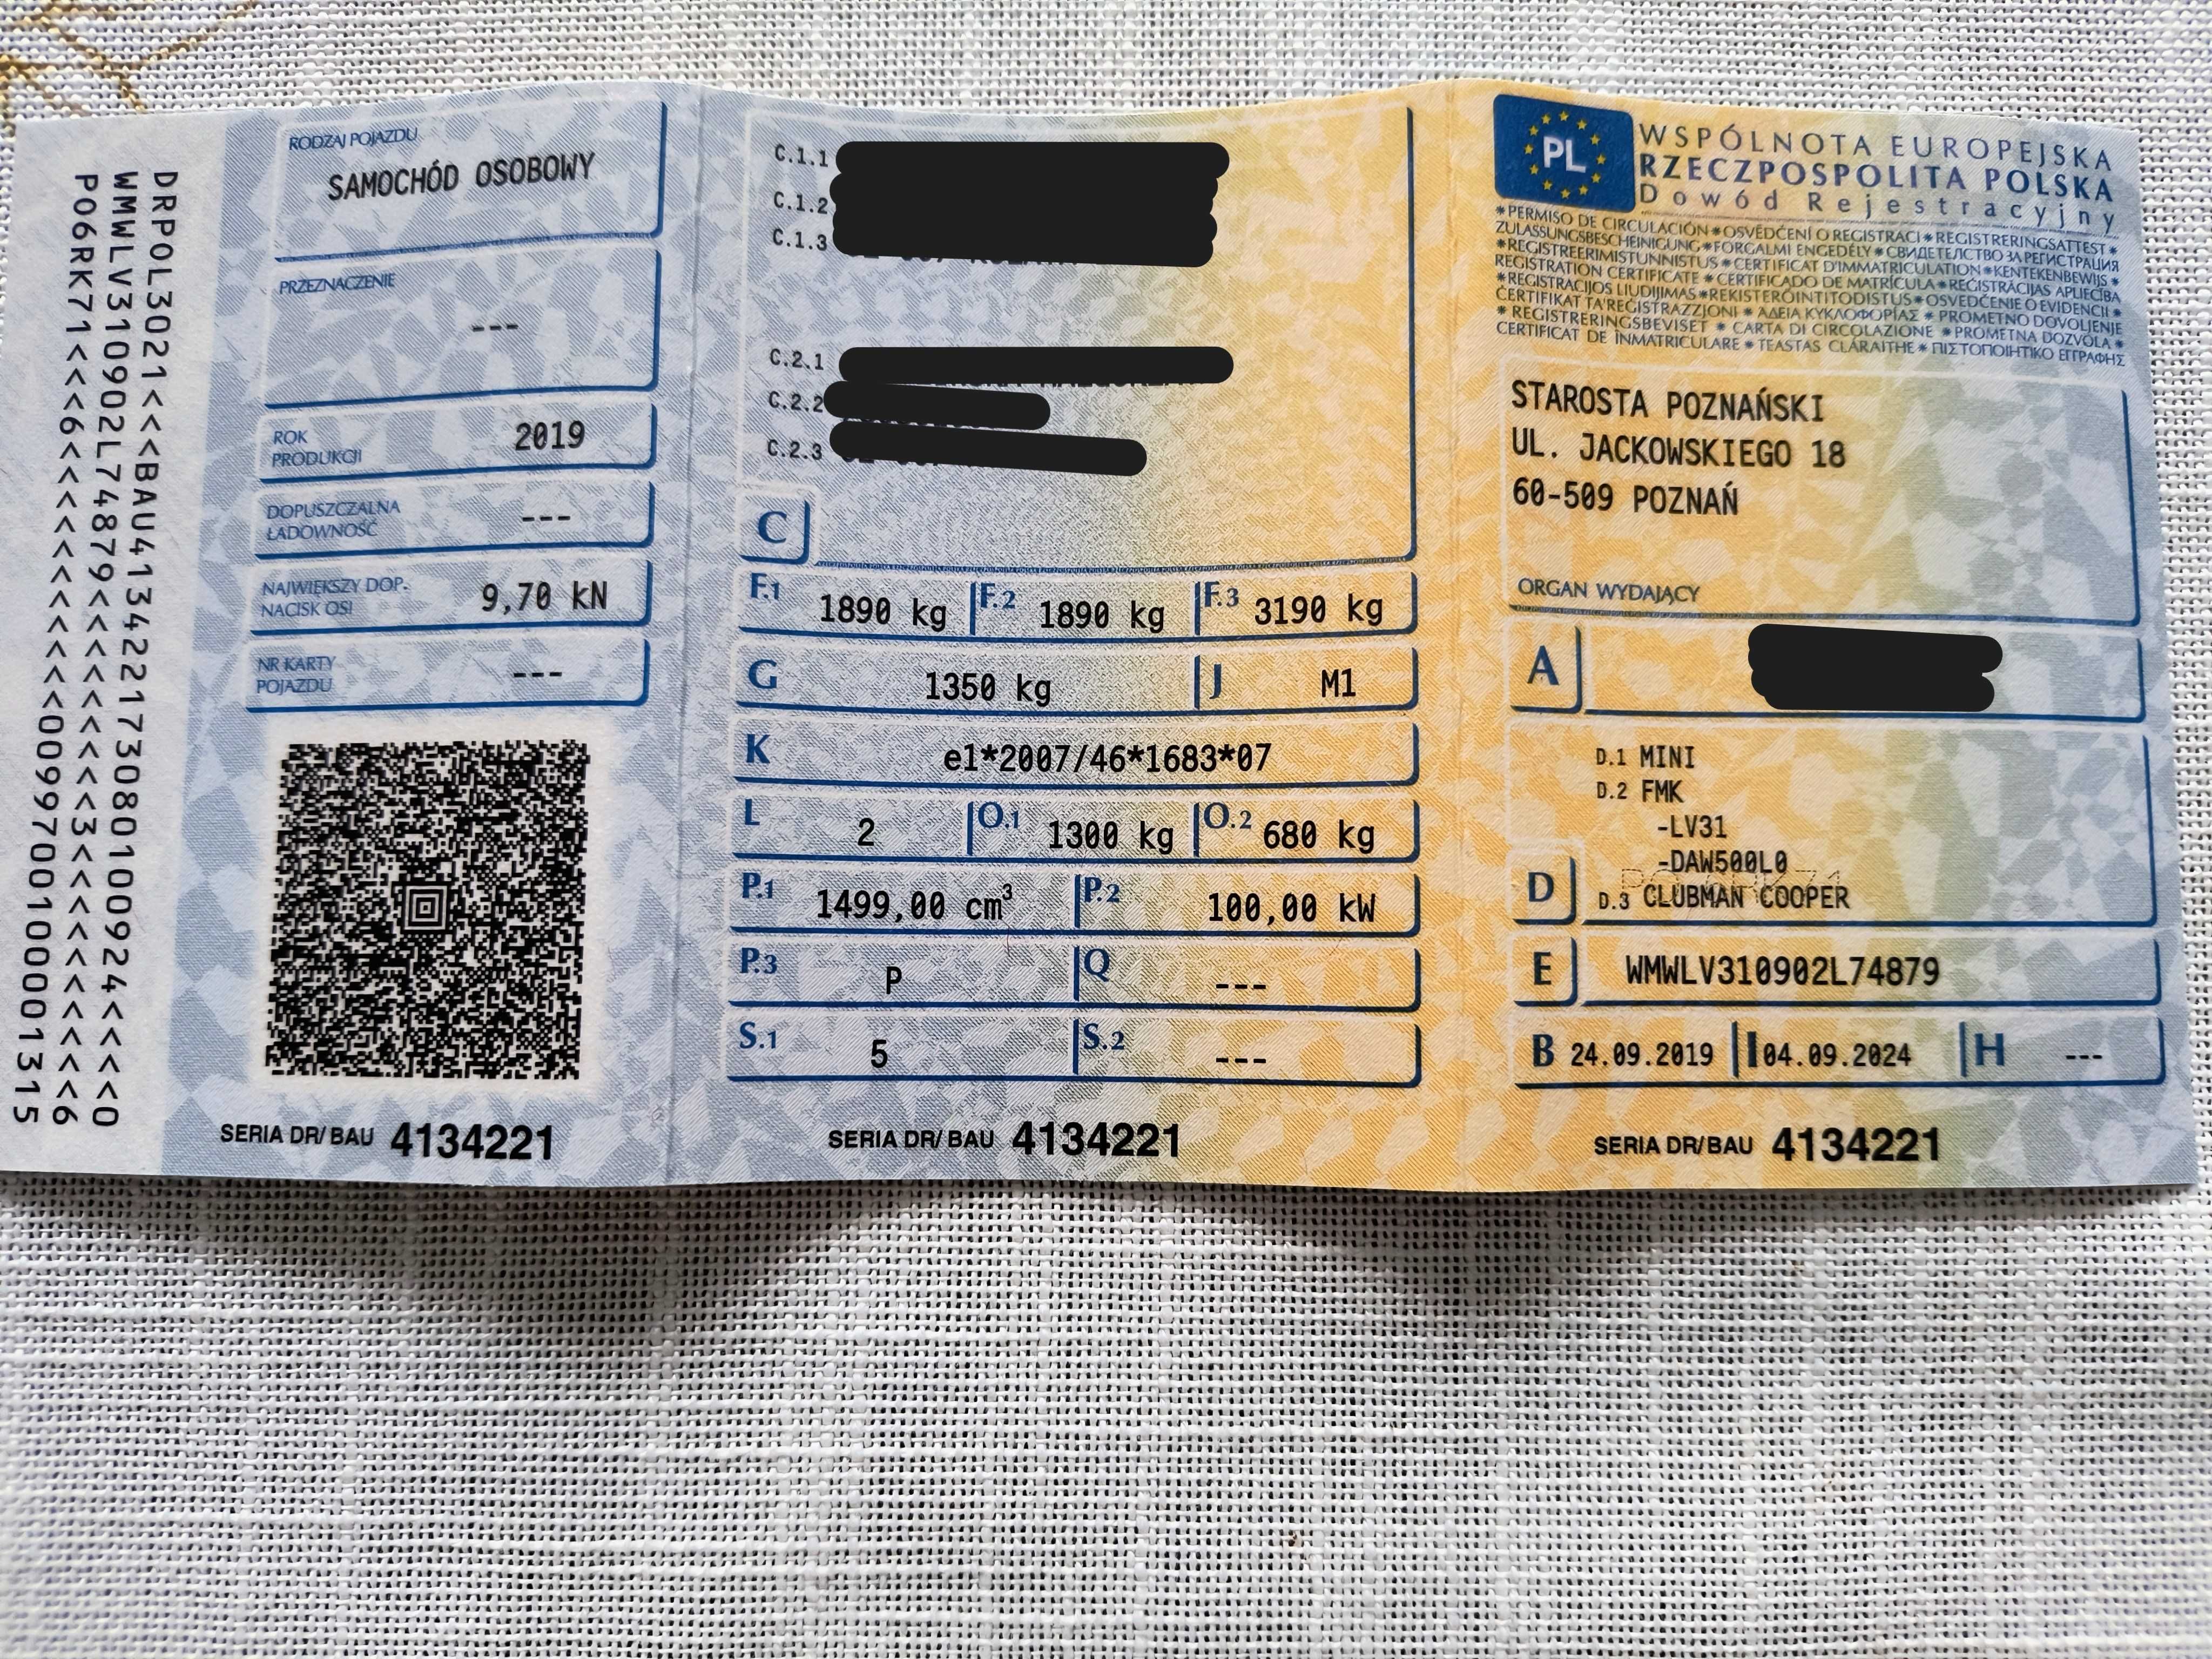 RODZAJ POJAZDU
SAMOCHÓD OSOBOWY
PRZEZNACZENIE
---
ROK PRODUKCJI
2019
DOPUSZCZALNA ŁADOWNOŚĆ
---
NAJWIĘKSZY DOP. NACISK OSI
9,70 kN
NR KARTY POJAZDU
---
SERIA DR/BAU 4134221
C.1.1
C.1.2
C.1.3
C.2.1
C.2.2
C.2.3
C
F.1 1890 kg F.2 1890 kg F.3 3190 kg
G 1350 kg J M1
K e1*2007/46*1683*07
L 2 O.1 1300 kg O.2 680 kg
P.1 1499,00 cm³ P.2 100,00 kW
P.3 P Q ---
S.1 5 S.2 ---
SERIA DR/BAU 4134221
PL
WSPÓLNOTA EUROPEJSKA
RZECZPOSPOLITA POLSKA
Dowód Rejestracyjny
*PERMISO DE CIRCULACIÓN*OSVĚDČENÍ O REGISTRACI*REGISTRERINGSATTEST*
ZULASSUNGSBESCHEINIGUNG*FORGALMI ENGEDÉLY*СВИДЕТЕЛСТВО ЗА РЕГИСТРАЦИЯ
*REGISTREERIMISTUNNISTUS*CERTIFICAT D'IMMATRICULATION*KENTEKENBEWIJS*
REGISTRATION CERTIFICATE*CERTIFICADO DE MATRÍCULA*REĢISTRĀCIJAS APLIECĪBA
*REGISTRACIJOS LIUDIJIMAS*REKISTERÖINTITODISTUS*OSVEDČENIE O EVIDENCII*
ĊERTIFIKAT TA'REĠISTRAZZJONI*ΑΔΕΙΑ ΚΥΚΛΟΦΟΡΙΑΣ*PROMETNO DOVOLJENJE
*REGISTRERINGSBEVISET*CARTA DI CIRCOLAZIONE*PROMETNA DOZVOLA*
CERTIFICAT DE ÎNMATRICULARE*TEASTAS CLÁRAITHE*ΠΙΣΤΟΠΟΙΗΤΙΚΟ ΕΓΓΡΑΦΗΣ
STAROSTA POZNAŃSKI
UL. JACKOWSKIEGO 18
60-509 POZNAŃ
ORGAN WYDAJĄCY
A
D.1 MINI
D.2 FMK
-LV31
-DAW500L0
D
D.3 CLUBMAN COOPER
E WMWLV310902L74879
B 24.09.2019 I 04.09.2024 H ---
SERIA DR/BAU 4134221
DRPOL3021<<<BAU4134221730801009 24<<<<0
WMWLV310902L74879<<<<<<<<<<3<<<<<<<<<6